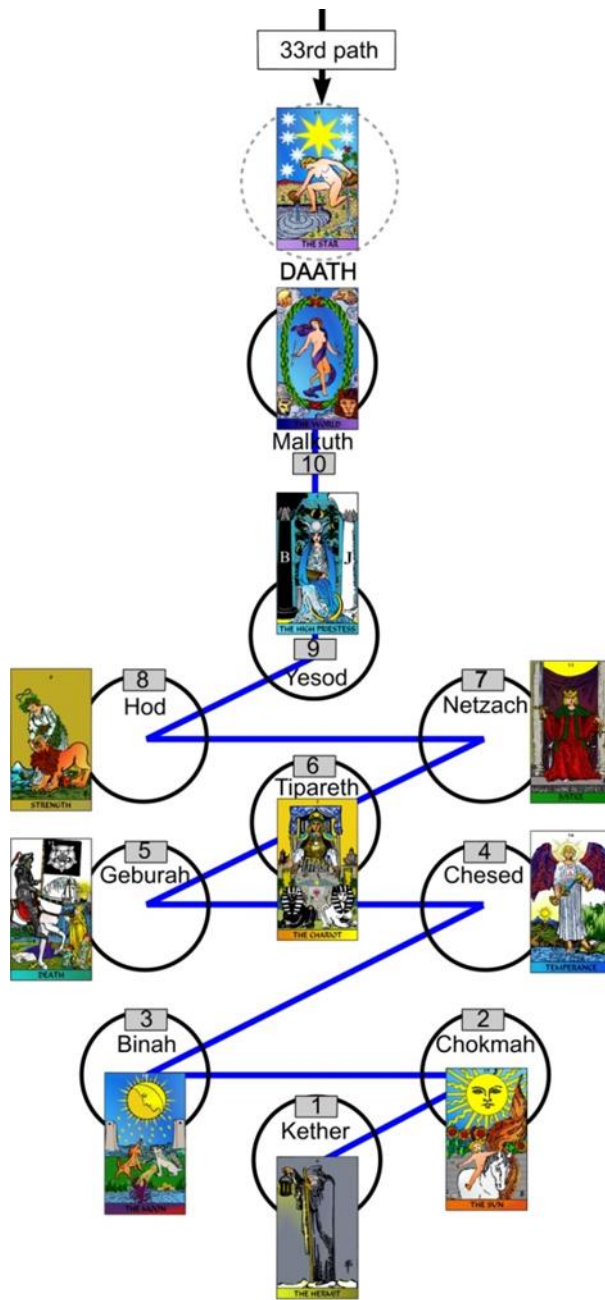 33rd path
THE STAR
DAATH
THE WORLD
Malkuth
10
B J
THE HIGH PRIESTESS
9
Yesod
8
Hod
7
Netzach
STRENGTH
6
Tipareth
5
Geburah
4
Chesed
THE CHARIOT
DEATH
TEMPERANCE
3
Binah
2
Chokmah
1
Kether
THE MOON
THE SUN
THE HERMIT